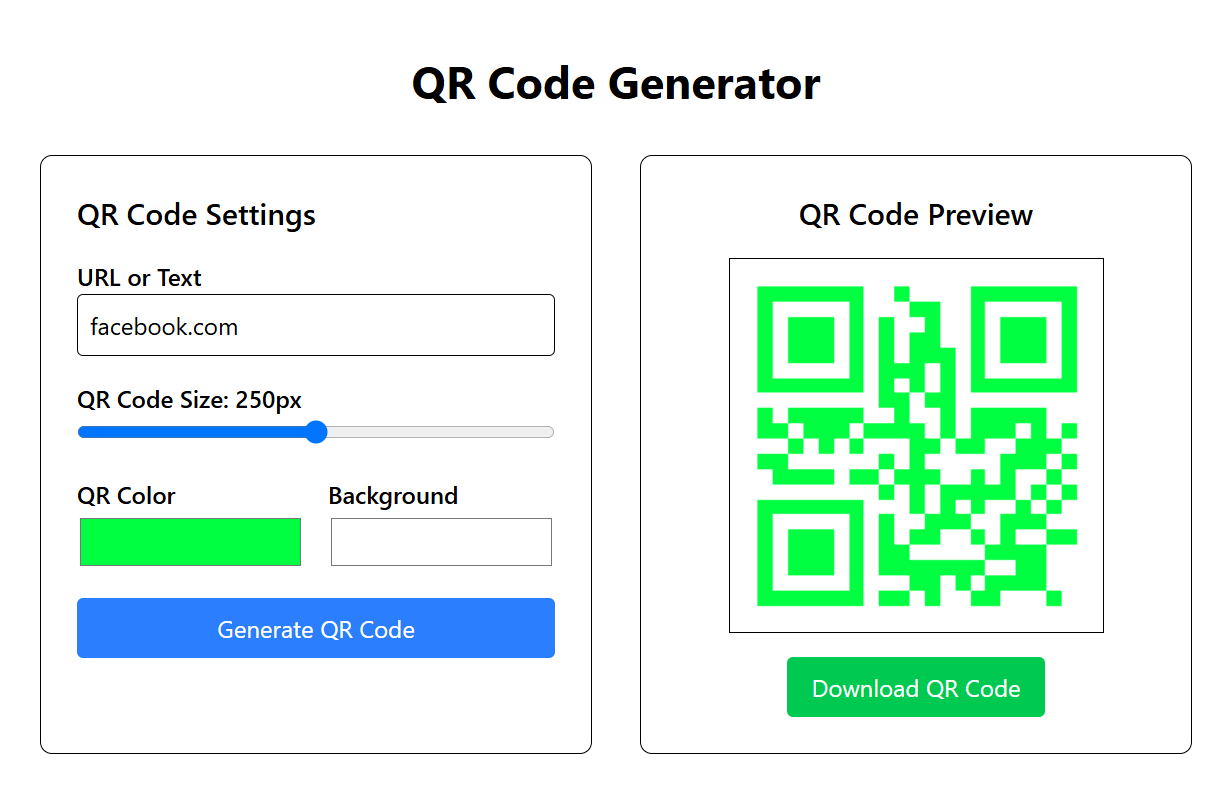 QR Code Generator
QR Code Settings
URL or Text
facebook.com
QR Code Size: 250px
QR Color
Background
Generate QR Code
QR Code Preview
Download QR Code